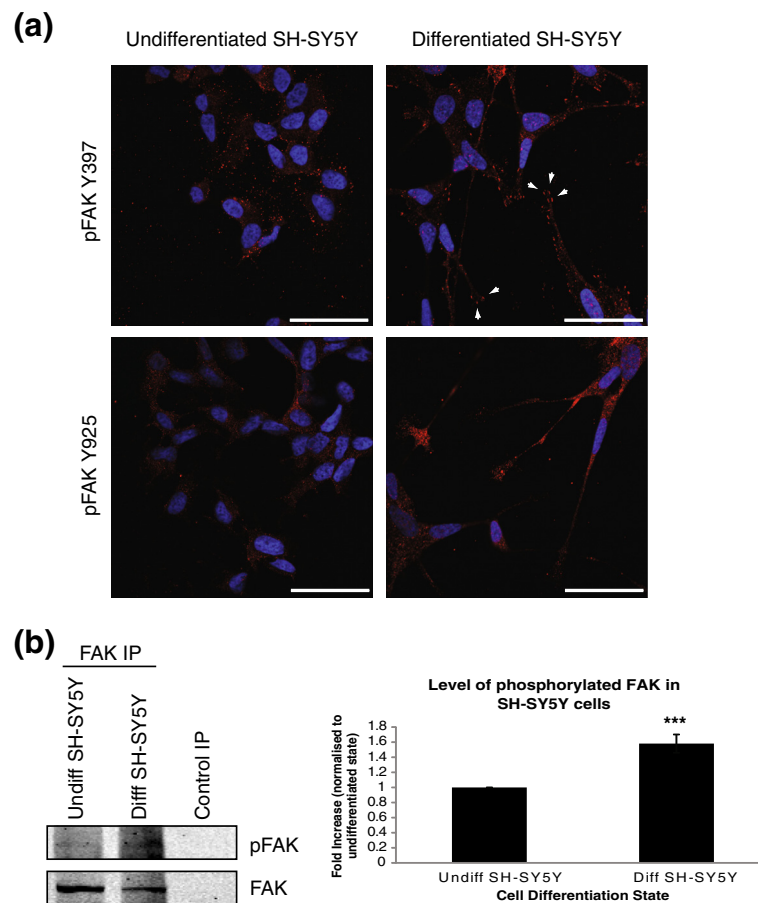 (a)
Undifferentiated SH-SY5Y
Differentiated SH-SY5Y
pFAK Y397
pFAK Y925
(b)
FAK IP
Undiff SH-SY5Y
Difff SH-SY5Y
Control IP
pFAK
FAK
Level of phosphorylated FAK in
SH-SY5Y cells
Fold Increase (normalised to
undifferentiated state)
1.8
1.6
1.4
1.2
1
0.8
0.6
0.4
0.2
0
***
Undiff SH-SY5Y
Diff SH-SY5Y
Cell Differentiation State